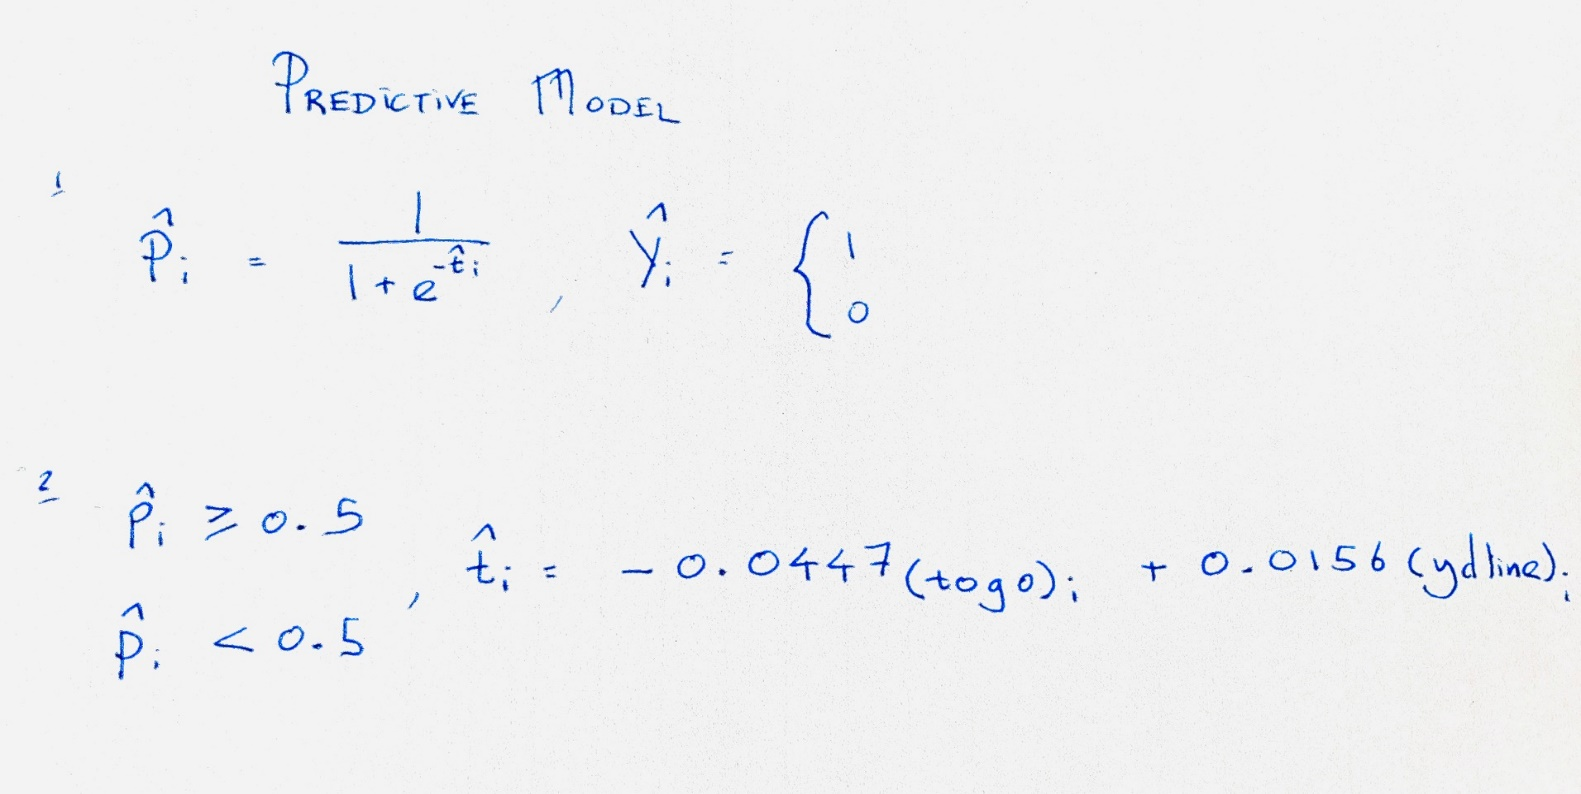 PREDICTIVE MODEL
1
p̂ᵢ = 1 / (1 + e^(-t̂ᵢ)) , ŷᵢ = { 1 0
2
p̂ᵢ ≥ 0.5
p̂ᵢ < 0.5 , t̂ᵢ = - 0.0447 (togo)ᵢ + 0.0156 (ydline)ᵢ